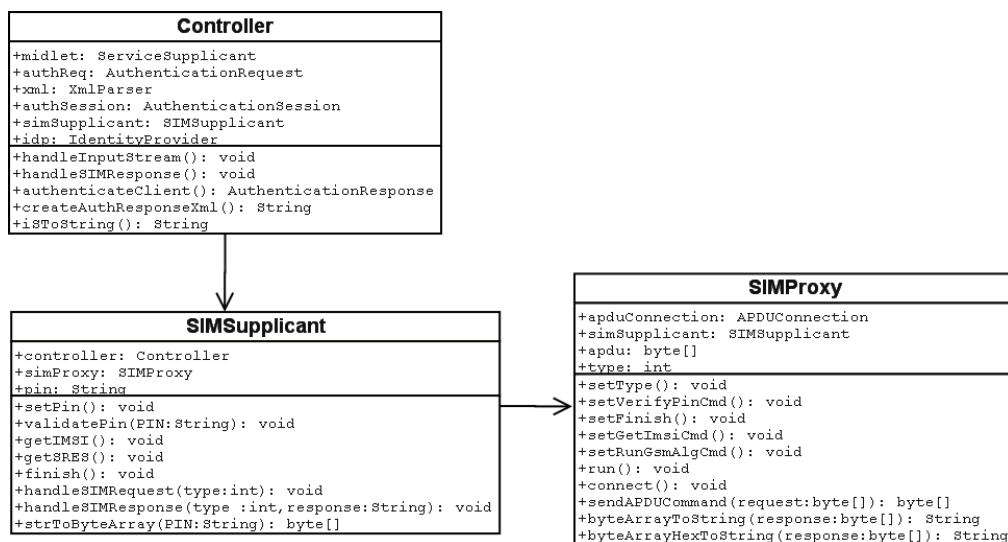 Controller
+midlet: ServiceSupplicant
+authReq: AuthenticationRequest
+xml: XmlParser
+authSession: AuthenticationSession
+simSupplicant: SIMSupplicant
+idp: IdentityProvider
+handleInputStream(): void
+handleSIMResponse(): void
+authenticateClient(): AuthenticationResponse
+createAuthResponseXml(): String
+iSToString(): String
SIMSupplicant
+controller: Controller
+simProxy: SIMProxy
+pin: String
+setPin(): void
+validatePin(PIN:String): void
+getIMSI(): void
+getSRES(): void
+finish(): void
+handleSIMRequest(type:int): void
+handleSIMResponse(type :int,response:String): void
+strToByteArray(PIN:String): byte[]
SIMProxy
+apduConnection: APDUConnection
+simSupplicant: SIMSupplicant
+apdu: byte[]
+type: int
+setType(): void
+setVerifyPinCmd(): void
+setFinish(): void
+setGetImsiCmd(): void
+setRunGsmAlgCmd(): void
+run(): void
+connect(): void
+sendAPDUCommand(request:byte[]): byte[]
+byteArrayToString(response:byte[]): String
+byteArrayHexToString(response:byte[]): String